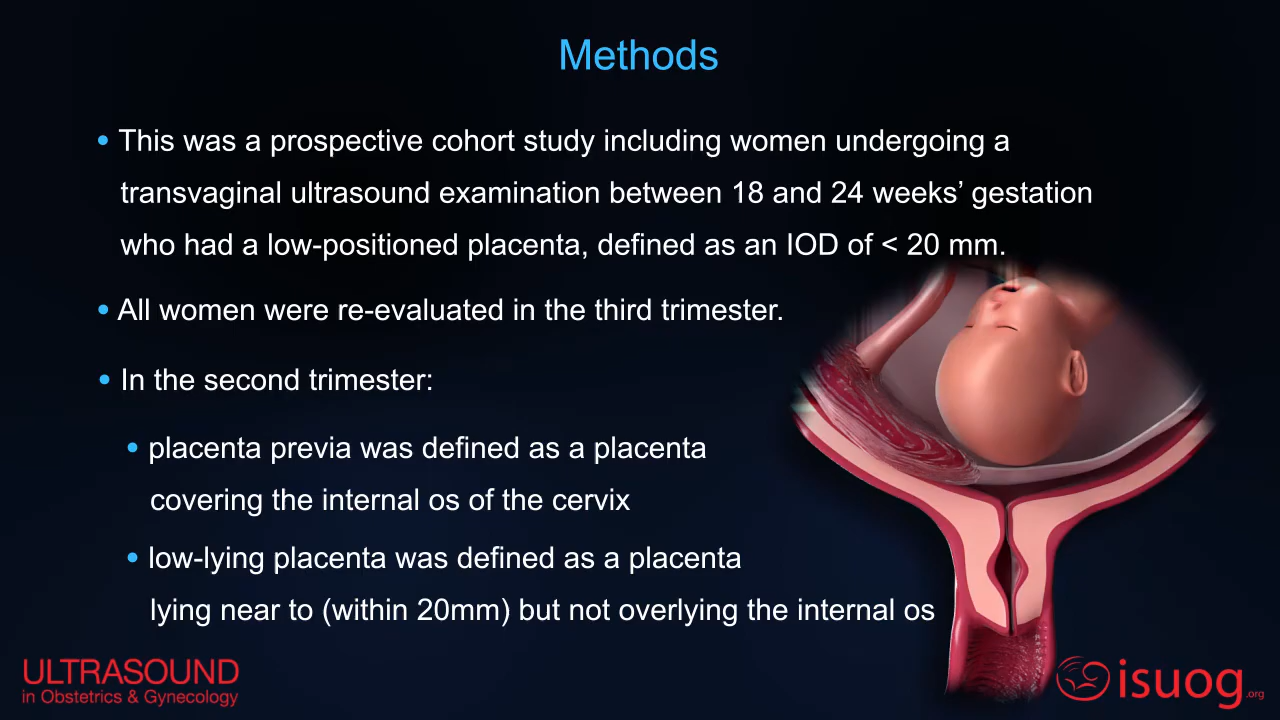 Methods
• This was a prospective cohort study including women undergoing a
transvaginal ultrasound examination between 18 and 24 weeks’ gestation
who had a low-positioned placenta, defined as an IOD of < 20 mm.
• All women were re-evaluated in the third trimester.
• In the second trimester:
• placenta previa was defined as a placenta
covering the internal os of the cervix
• low-lying placenta was defined as a placenta
lying near to (within 20mm) but not overlying the internal os
ULTRASOUND
in Obstetrics & Gynecology
isuog.org